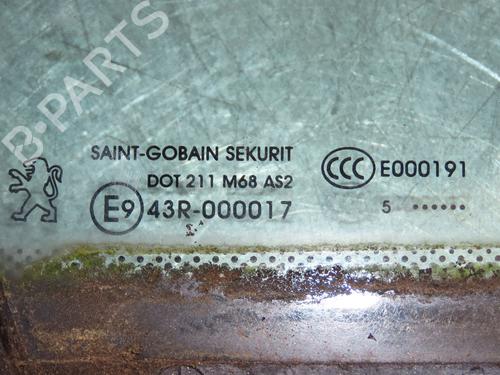 B-PARTS
SAINT-GOBAIN SEKURIT
DOT 211 M68 AS2
E9 43R-000017
CCC E000191
5 ......